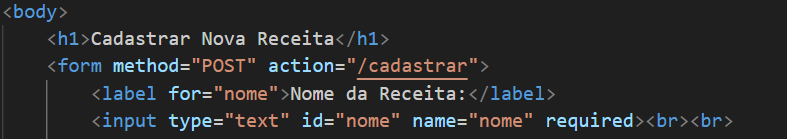 <body>
<h1>Cadastrar Nova Receita</h1>
<form method="POST" action="/cadastrar">
<label for="nome">Nome da Receita:</label>
<input type="text" id="nome" name="nome" required><br><br>